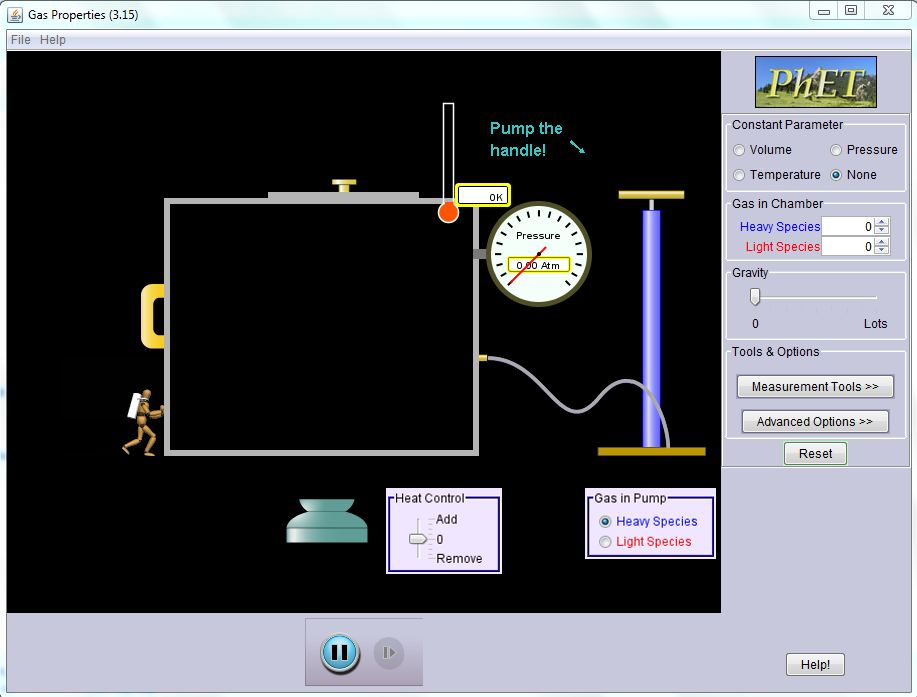 Gas Properties (3.15)
File Help
PhET
Pump the
handle!
0K
Pressure
0.00 Atm
Constant Parameter
Volume Pressure
Temperature None
Gas in Chamber
Heavy Species 0
Light Species 0
Gravity
0 Lots
Tools & Options
Measurement Tools >>
Advanced Options >>
Reset
Heat Control
Add
0
Remove
Gas in Pump
Heavy Species
Light Species
Help!